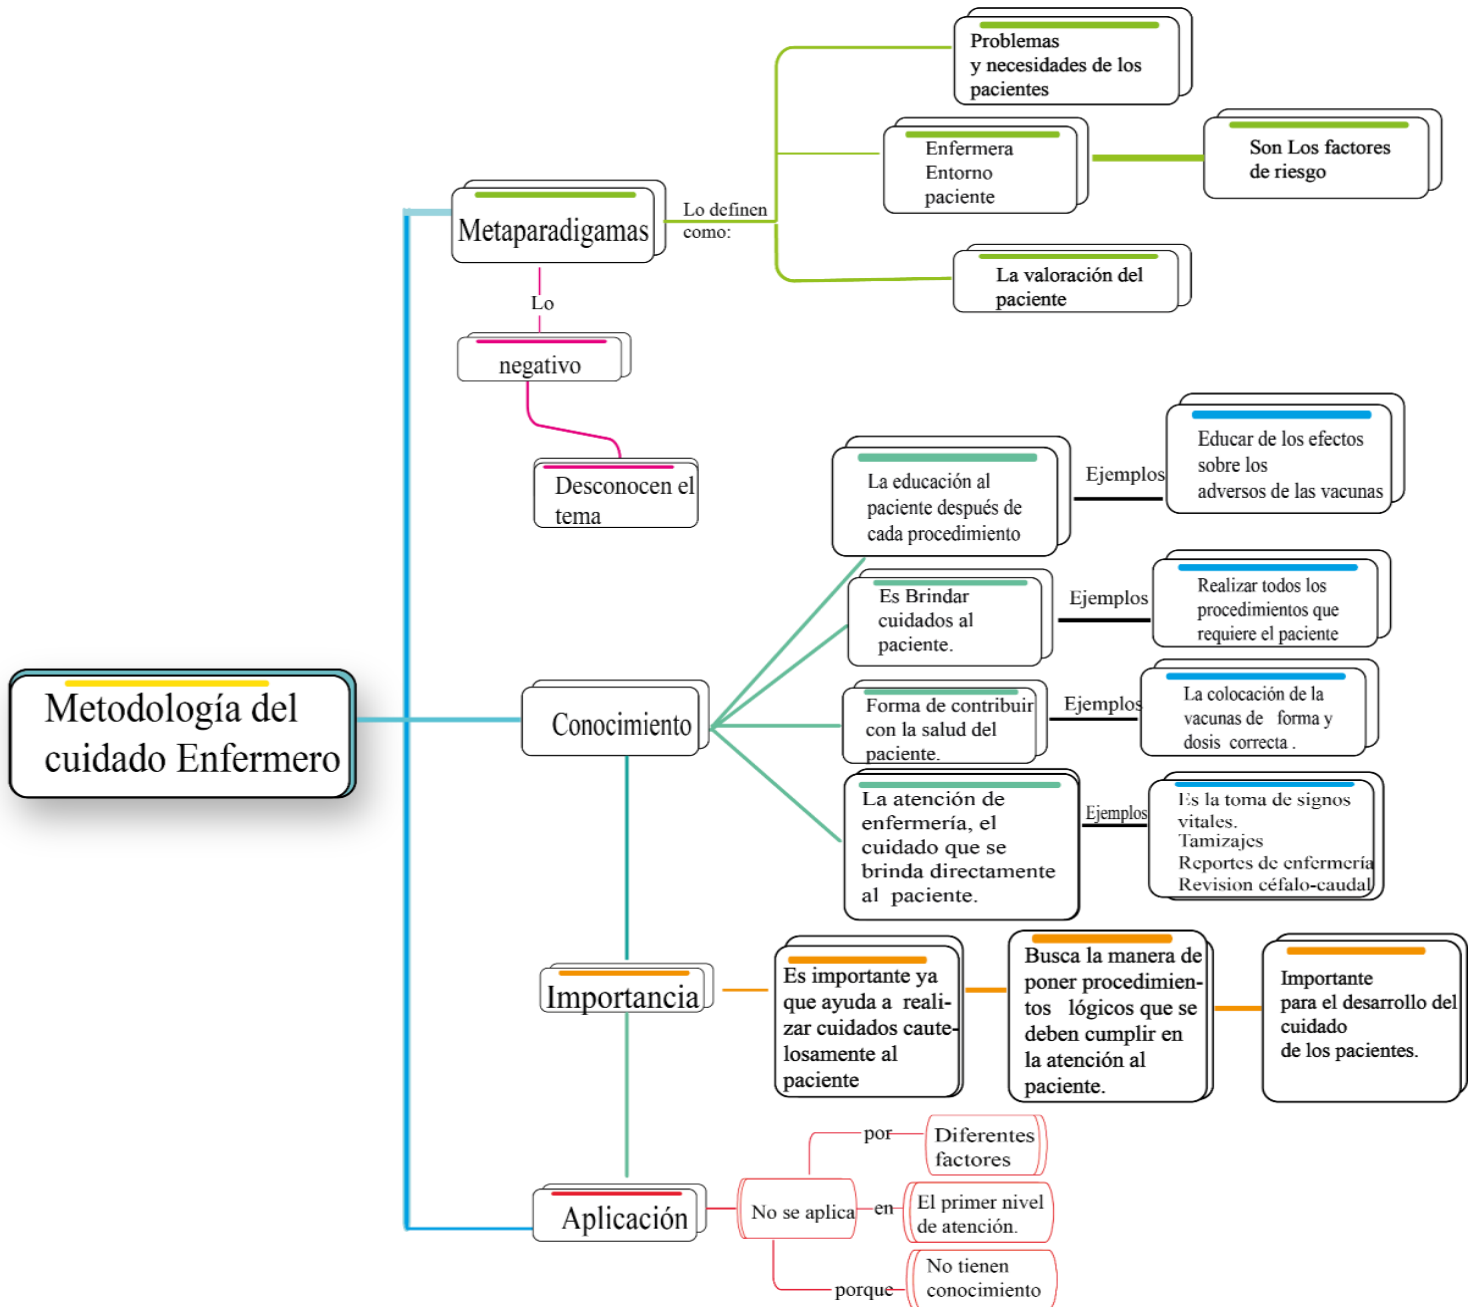 Problemas
y necesidades de los
pacientes
Enfermera
Entorno
paciente
Son Los factores
de riesgo
Metaparadigamas
Lo definen
como:
La valoración del
paciente
Lo
negativo
Desconocen el
tema
La educación al
paciente después de
cada procedimiento
Ejemplos
Educar de los efectos
sobre los
adversos de las vacunas
Es Brindar
cuidados al
paciente.
Ejemplos
Realizar todos los
procedimientos que
requiere el paciente
Metodología del
cuidado Enfermero
Conocimiento
Forma de contribuir
con la salud del
paciente.
Ejemplos
La colocación de la
vacunas de forma y
dosis correcta .
La atención de
enfermería, el
cuidado que se
brinda directamente
al paciente.
Ejemplos
Es la toma de signos
vitales.
Tamizajes
Reportes de enfermería
Revision céfalo-caudal
Importancia
Es importante ya
que ayuda a reali-
zar cuidados caute-
losamente al
paciente
Busca la manera de
poner procedimien-
tos lógicos que se
deben cumplir en
la atención al
paciente.
Importante
para el desarrollo del
cuidado
de los pacientes.
Aplicación
No se aplica
por
Diferentes
factores
en
El primer nivel
de atención.
porque
No tienen
conocimiento